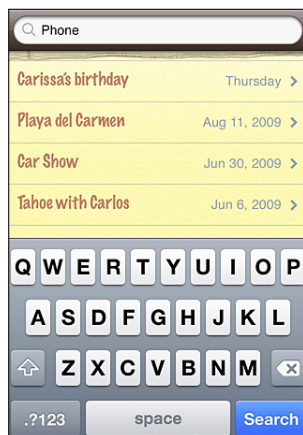 Phone
Carissa's birthday Thursday
Playa del Carmen Aug 11, 2009
Car Show Jun 30, 2009
Tahoe with Carlos Jun 6, 2009
Q W E R T Y U I O P
A S D F G H J K L
Z X C V B N M
.?123 space Search